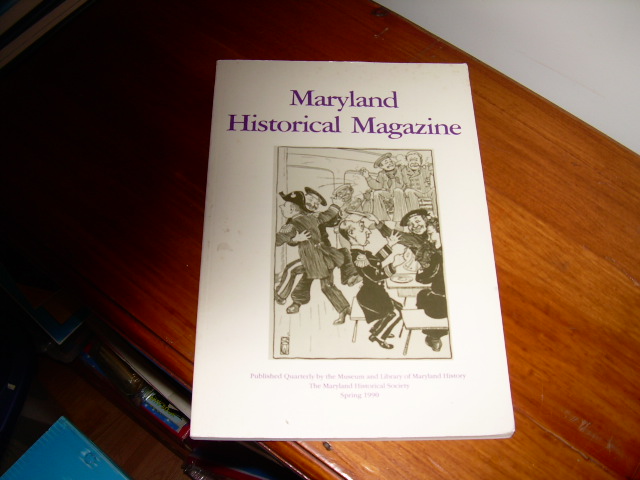 Maryland
Historical Magazine
Published Quarterly by the Museum and Library of Maryland History
The Maryland Historical Society
Spring 1990